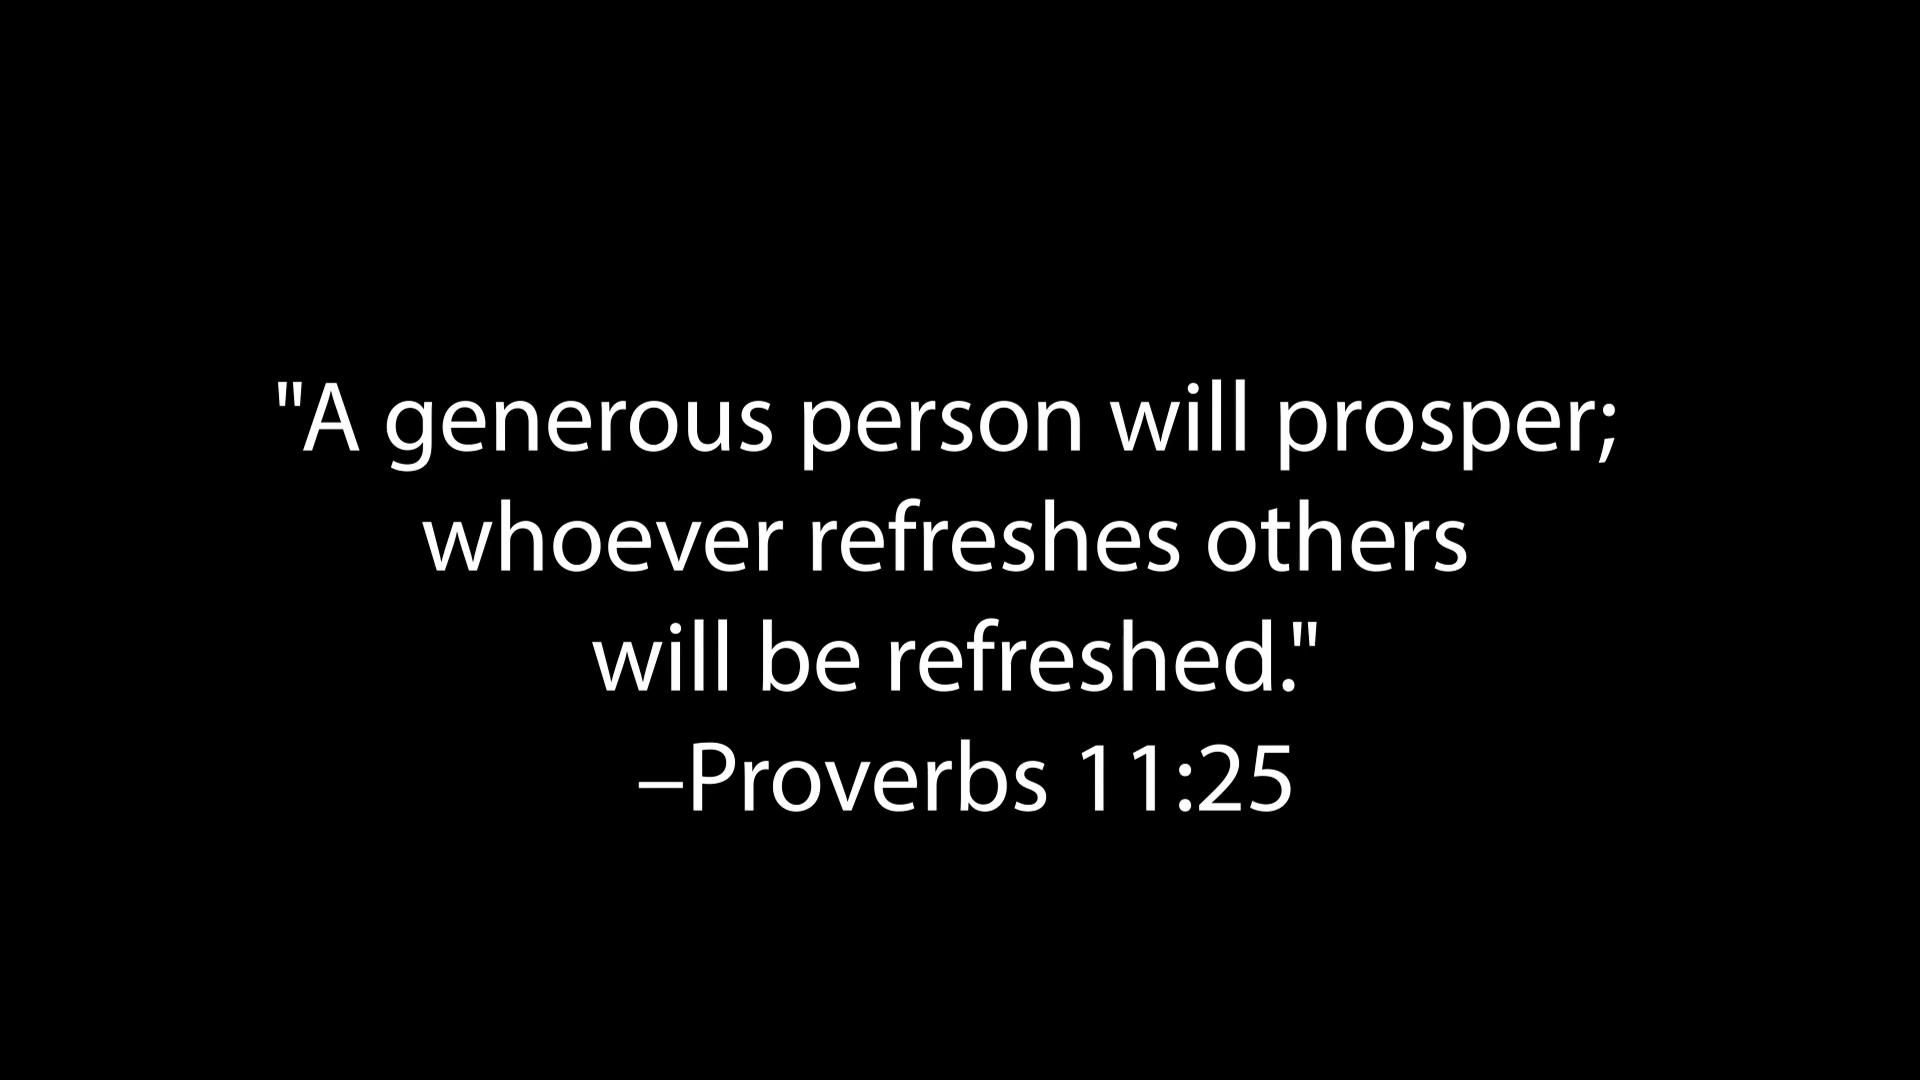 "A generous person will prosper;
whoever refreshes others
will be refreshed."
–Proverbs 11:25